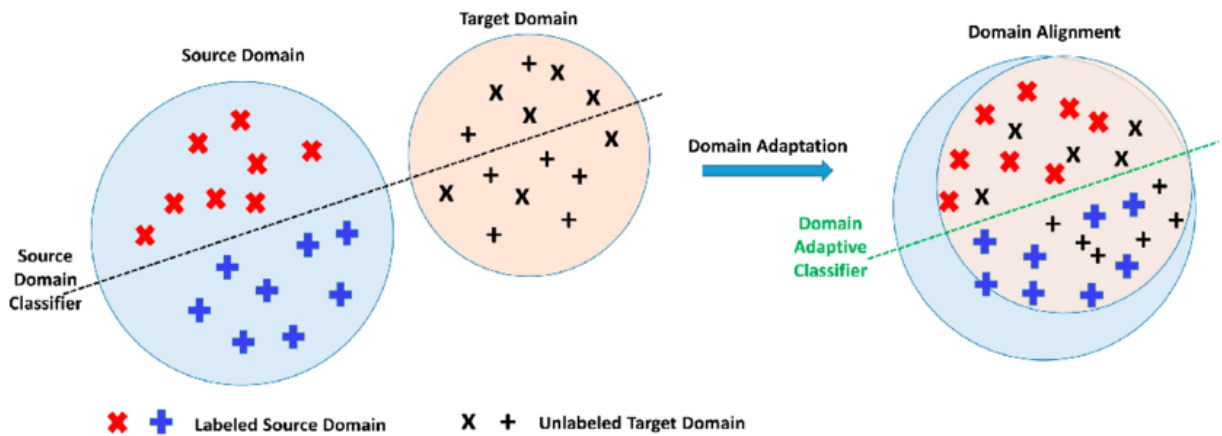 Target Domain
Source Domain
Domain Alignment
Domain Adaptation
Source
Domain
Classifier
Domain
Adaptive
Classifier
Labeled Source Domain
Unlabeled Target Domain